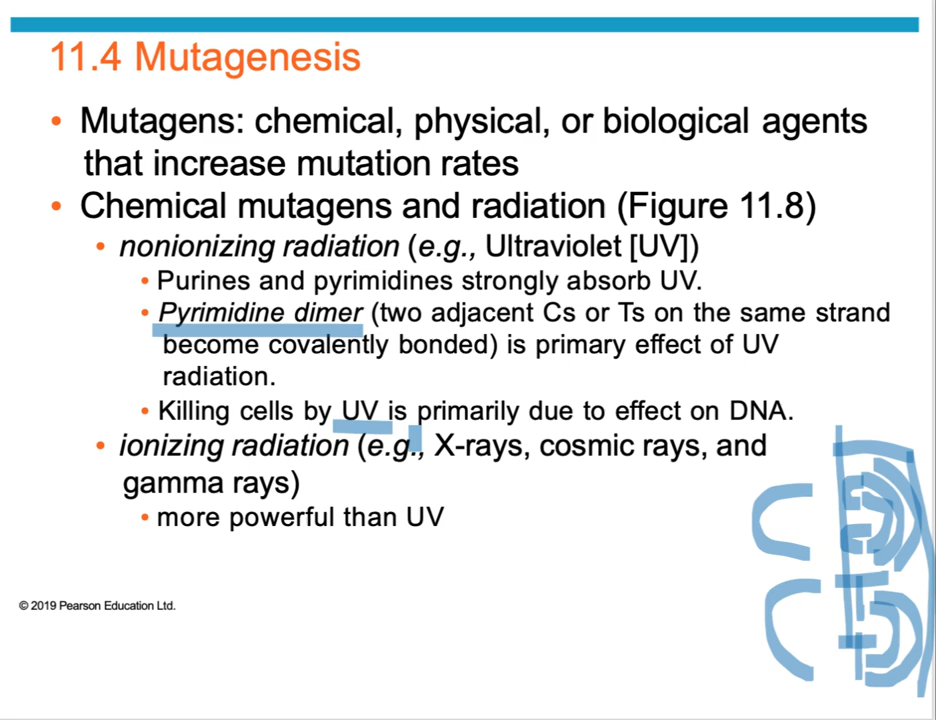 11.4 Mutagenesis
• Mutagens: chemical, physical, or biological agents
that increase mutation rates
• Chemical mutagens and radiation (Figure 11.8)
• nonionizing radiation (e.g., Ultraviolet [UV])
• Purines and pyrimidines strongly absorb UV.
• Pyrimidine dimer (two adjacent Cs or Ts on the same strand
become covalently bonded) is primary effect of UV
radiation.
• Killing cells by UV is primarily due to effect on DNA.
• ionizing radiation (e.g., X-rays, cosmic rays, and
gamma rays)
• more powerful than UV
© 2019 Pearson Education Ltd.